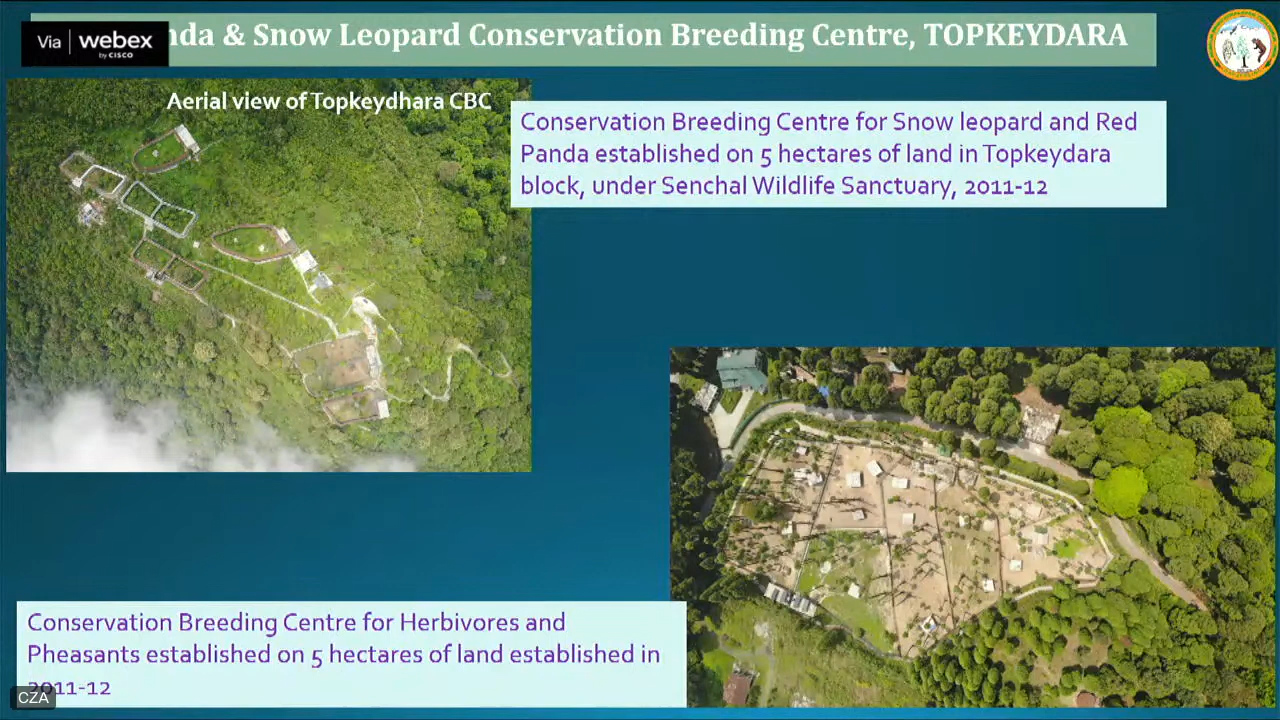 Via webex
by CISCO
nda & Snow Leopard Conservation Breeding Centre, TOPKEYDARA
Aerial view of Topkeydhara CBC
Conservation Breeding Centre for Snow leopard and Red
Panda established on 5 hectares of land in Topkeydara
block, under Senchal Wildlife Sanctuary, 2011-12
Conservation Breeding Centre for Herbivores and
Pheasants established on 5 hectares of land established in
2011-12
CZA